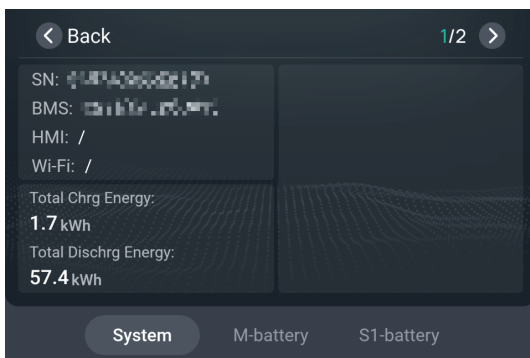 Back
1/2
SN:
BMS:
HMI: /
Wi-Fi: /
Total Chrg Energy:
1.7 kWh
Total Dischrg Energy:
57.4 kWh
System
M-battery
S1-battery